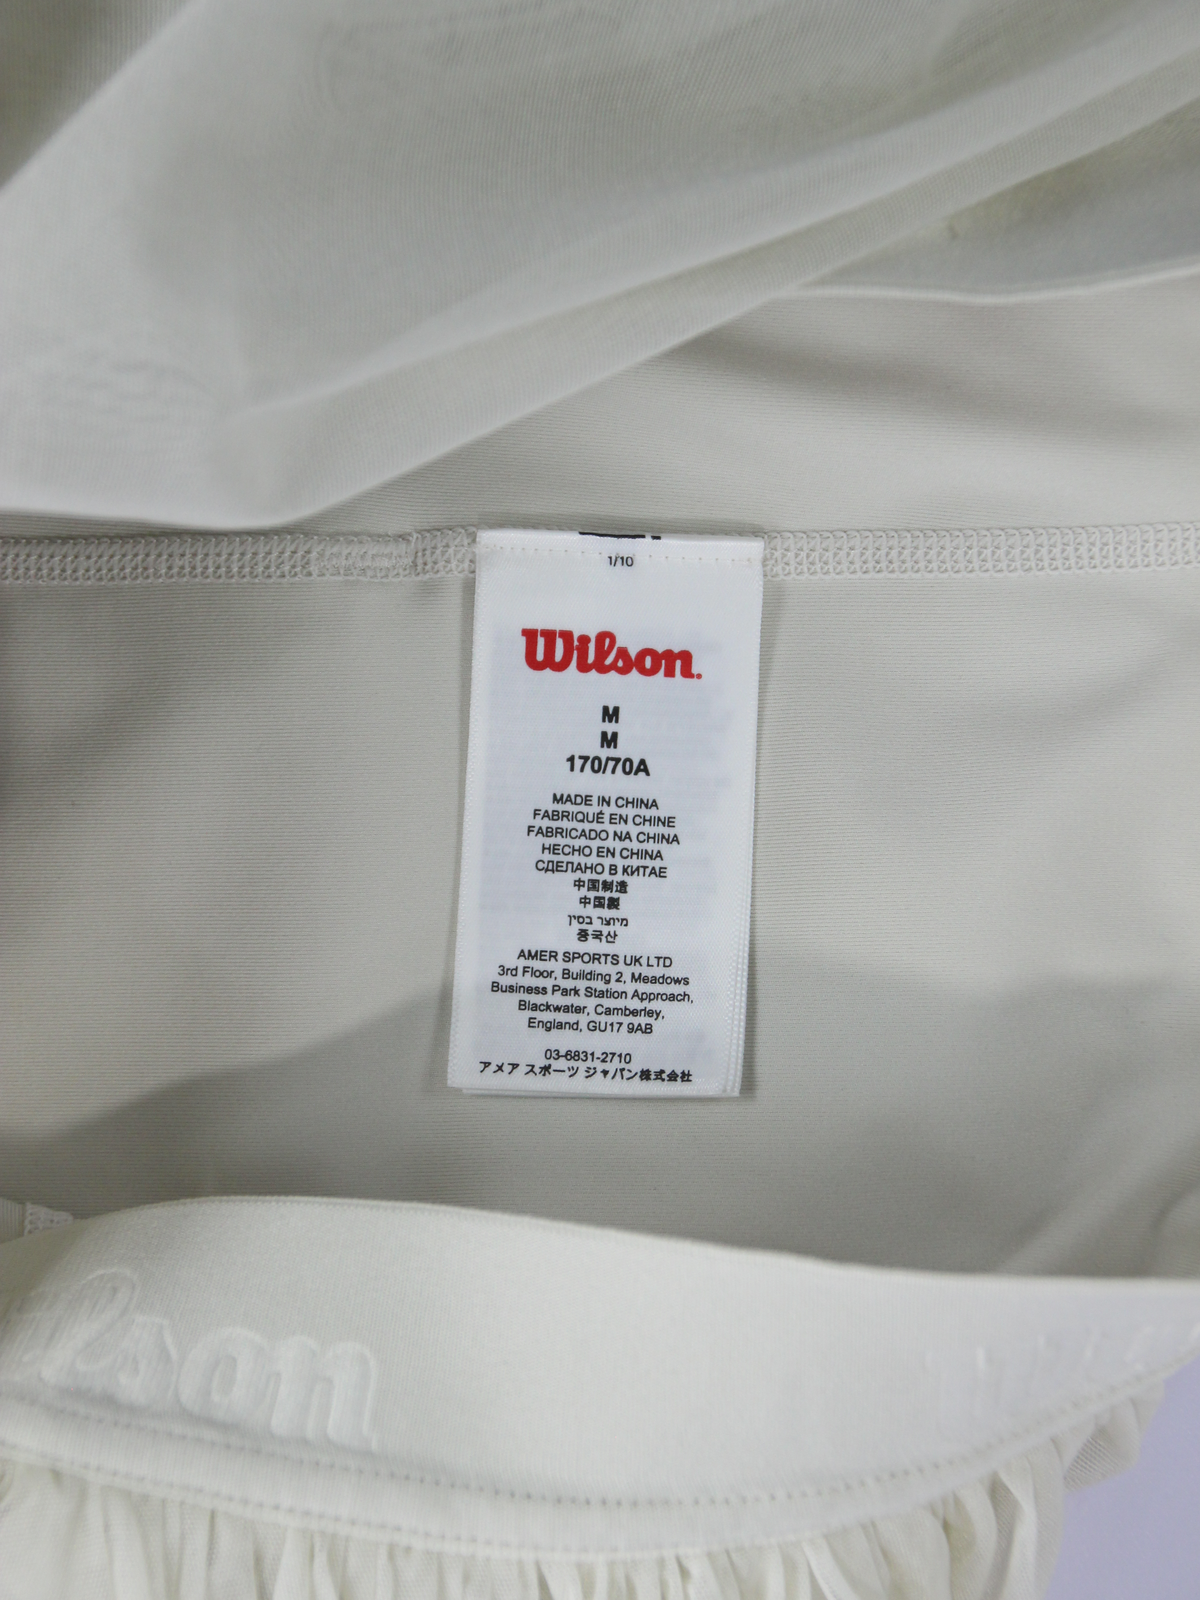 1/10
Wilson.
M
M
170/70A
MADE IN CHINA
FABRIQUÉ EN CHINE
FABRICADO NA CHINA
HECHO EN CHINA
СДЕЛАНО В КИТАЕ
中国制造
中国製
מיוצר בסין
중국산
AMER SPORTS UK LTD
3rd Floor, Building 2, Meadows
Business Park Station Approach,
Blackwater, Camberley,
England, GU17 9AB
03-6831-2710
アメア スポーツ ジャパン株式会社
lson